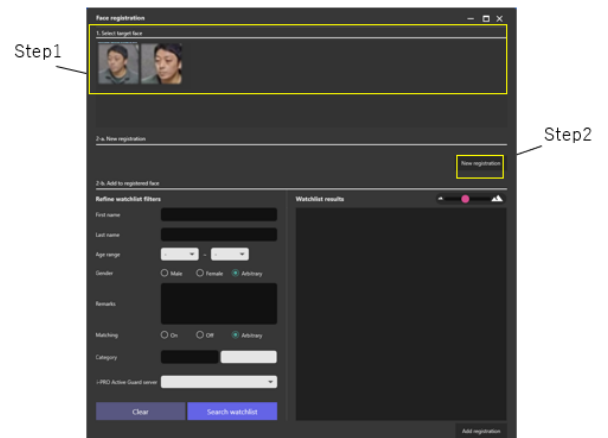 Face registration
1. Select target face
Step1
2-a. New registration
Step2
New registration
2-b. Add to registered face
Refine watchlist filters
Watchlist results
First name
Last name
Age range - - -
Gender Male Female Arbitrary
Remarks
Matching On Off Arbitrary
Category
i-PRO Active Guard server
Clear Search watchlist
Add registration